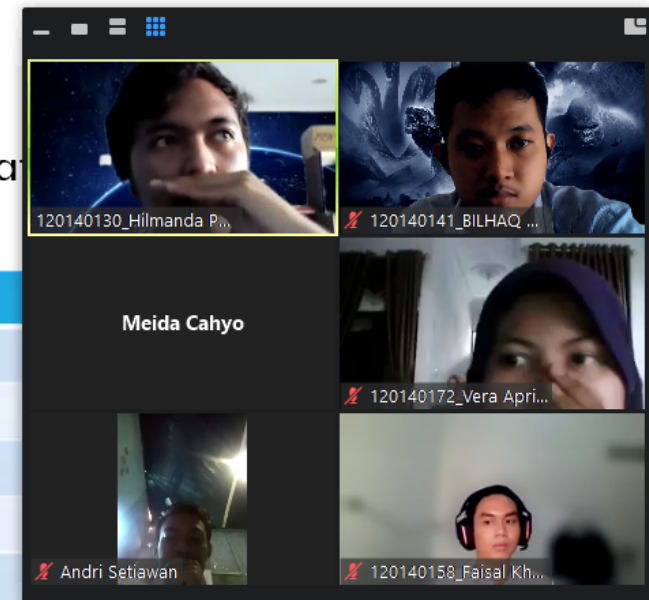 120140130_Hilmanda P...
120140141_BILHAQ ...
Meida Cahyo
120140172_Vera Apri...
Andri Setiawan
120140158_Faisal Kh...